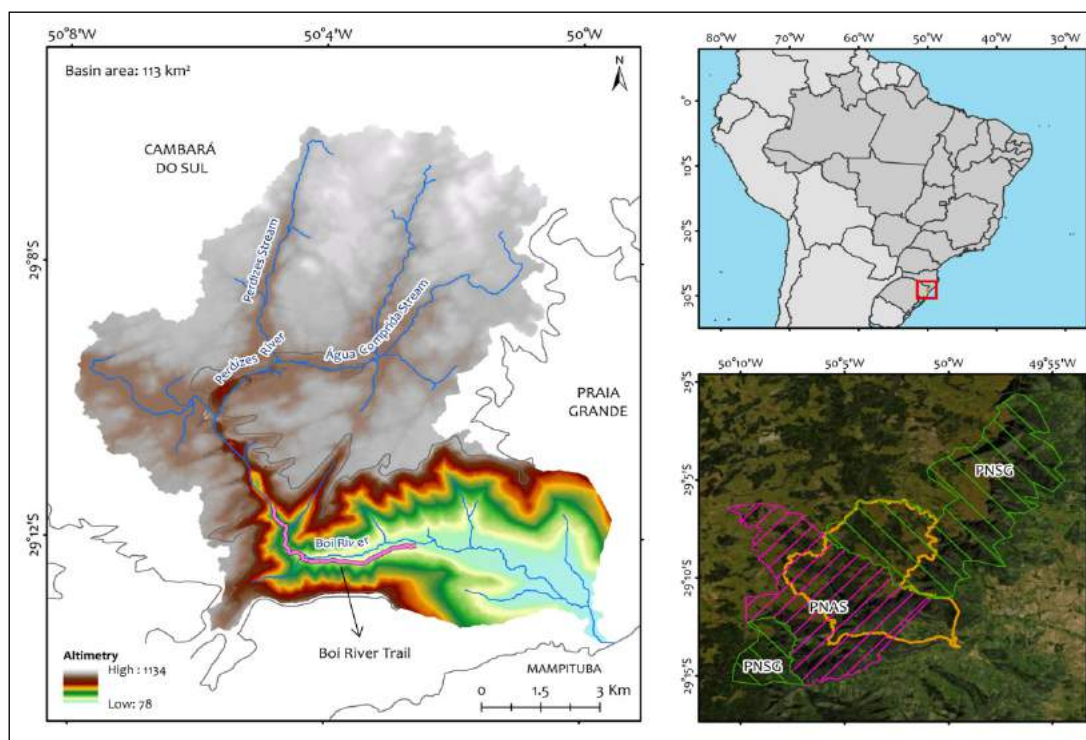 50°8'W 50°4'W 50°W
Basin area: 113 km²
N
CAMBARÁ
DO SUL
29°8'S
Perdizes Stream
Água Comprida Stream
Perdizes River
PRAIA
GRANDE
29°12'S
Boi River
Boi River Trail
Altimetry
High : 1134
Low: 78
MAMPITUBA
0 1.5 3 Km
80°W 70°W 60°W 50°W 40°W 30°W
0°
10°S
20°S
30°S
50°10'W 50°5'W 50°W 49°55'W
29°S
29°5'S
29°10'S
29°15'S
PNSG
PNAS
PNSG